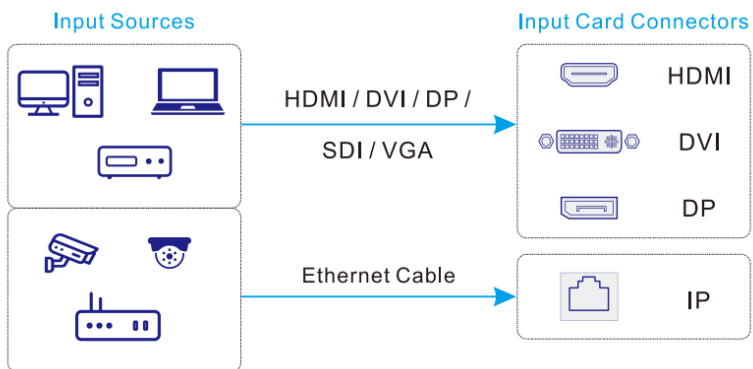 Input Sources
Input Card Connectors
HDMI / DVI / DP /
SDI / VGA
HDMI
DVI
DP
Ethernet Cable
IP